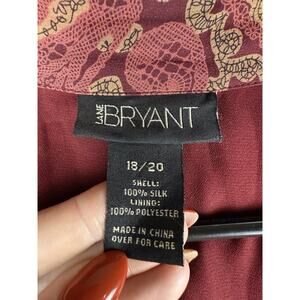 LANE BRYANT
18/20
SHELL:
100% SILK
LINING:
100% POLYESTER
MADE IN CHINA
OVER FOR CARE